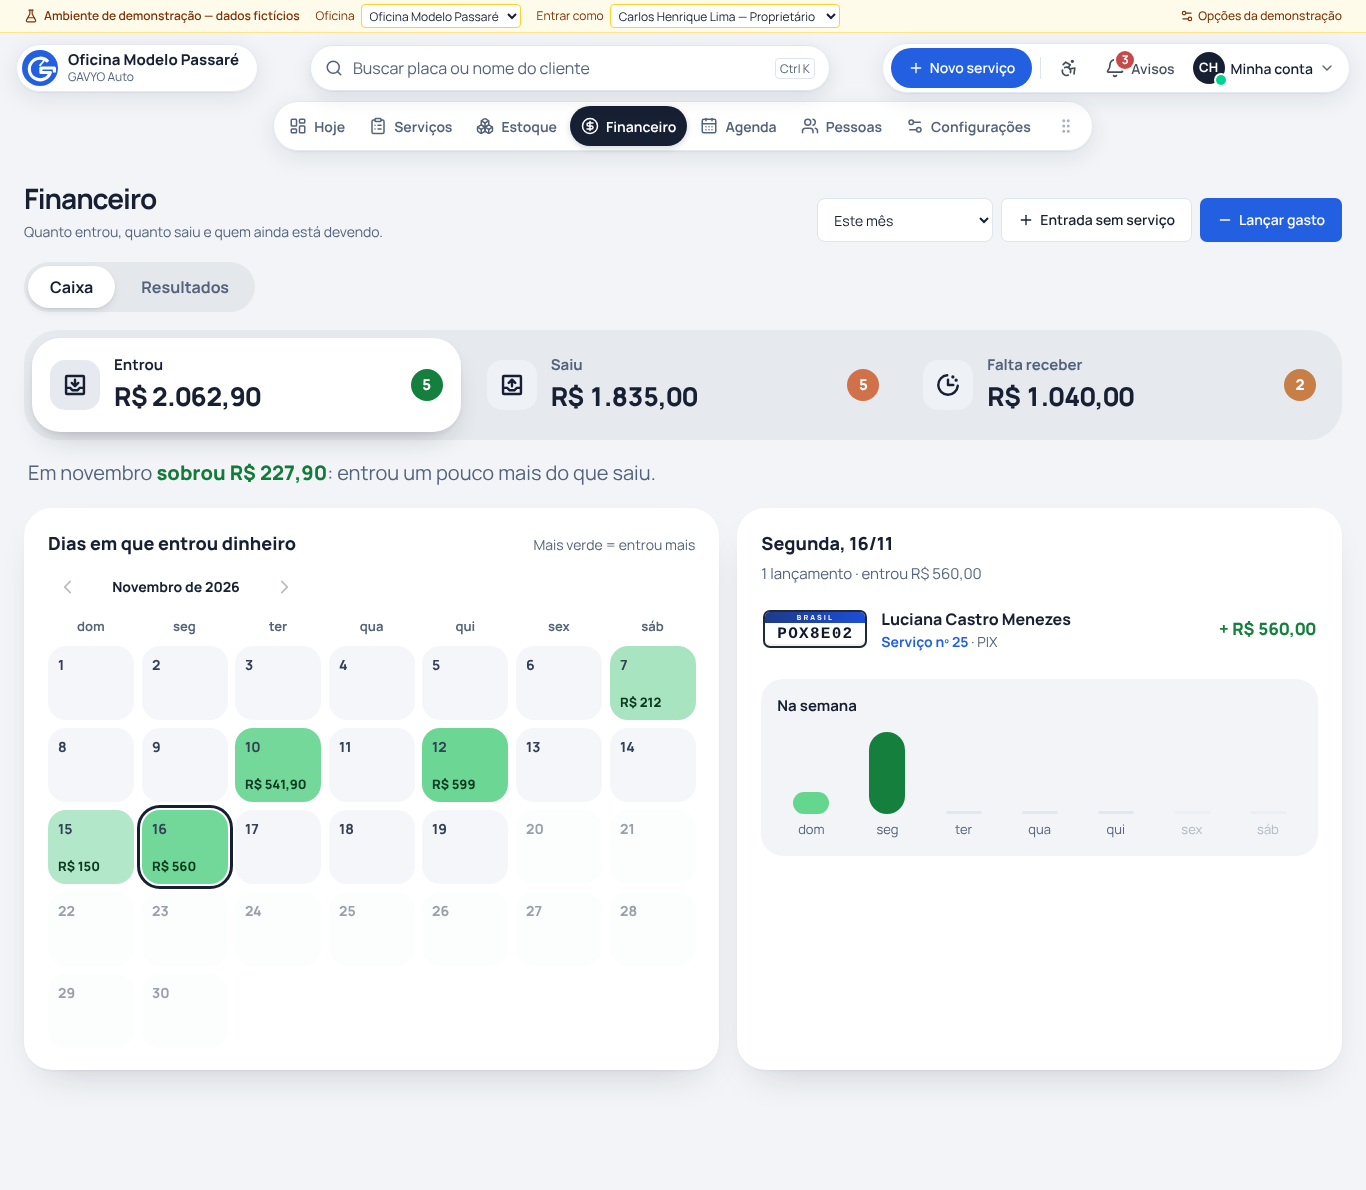 Ambiente de demonstração — dados fictícios Oficina Oficina Modelo Passaré Entrar como Carlos Henrique Lima — Proprietário Opções da demonstração
Oficina Modelo Passaré
GAVYO Auto
Buscar placa ou nome do cliente Ctrl K
+ Novo serviço 3 Avisos CH Minha conta
Hoje Serviços Estoque Financeiro Agenda Pessoas Configurações
Financeiro
Quanto entrou, quanto saiu e quem ainda está devendo.
Este mês + Entrada sem serviço − Lançar gasto
Caixa Resultados
Entrou
R$ 2.062,90 5
Saiu
R$ 1.835,00 5
Falta receber
R$ 1.040,00 2
Em novembro sobrou R$ 227,90: entrou um pouco mais do que saiu.
Dias em que entrou dinheiro Mais verde = entrou mais
Novembro de 2026
dom seg ter qua qui sex sáb
1 2 3 4 5 6 7
R$ 212
8 9 10 11 12 13 14
R$ 541,90 R$ 599
15 16 17 18 19 20 21
R$ 150 R$ 560
22 23 24 25 26 27 28
29 30
Segunda, 16/11
1 lançamento · entrou R$ 560,00
BRASIL
POX8E02
Luciana Castro Menezes
Serviço nº 25 · PIX
+ R$ 560,00
Na semana
dom seg ter qua qui sex sáb